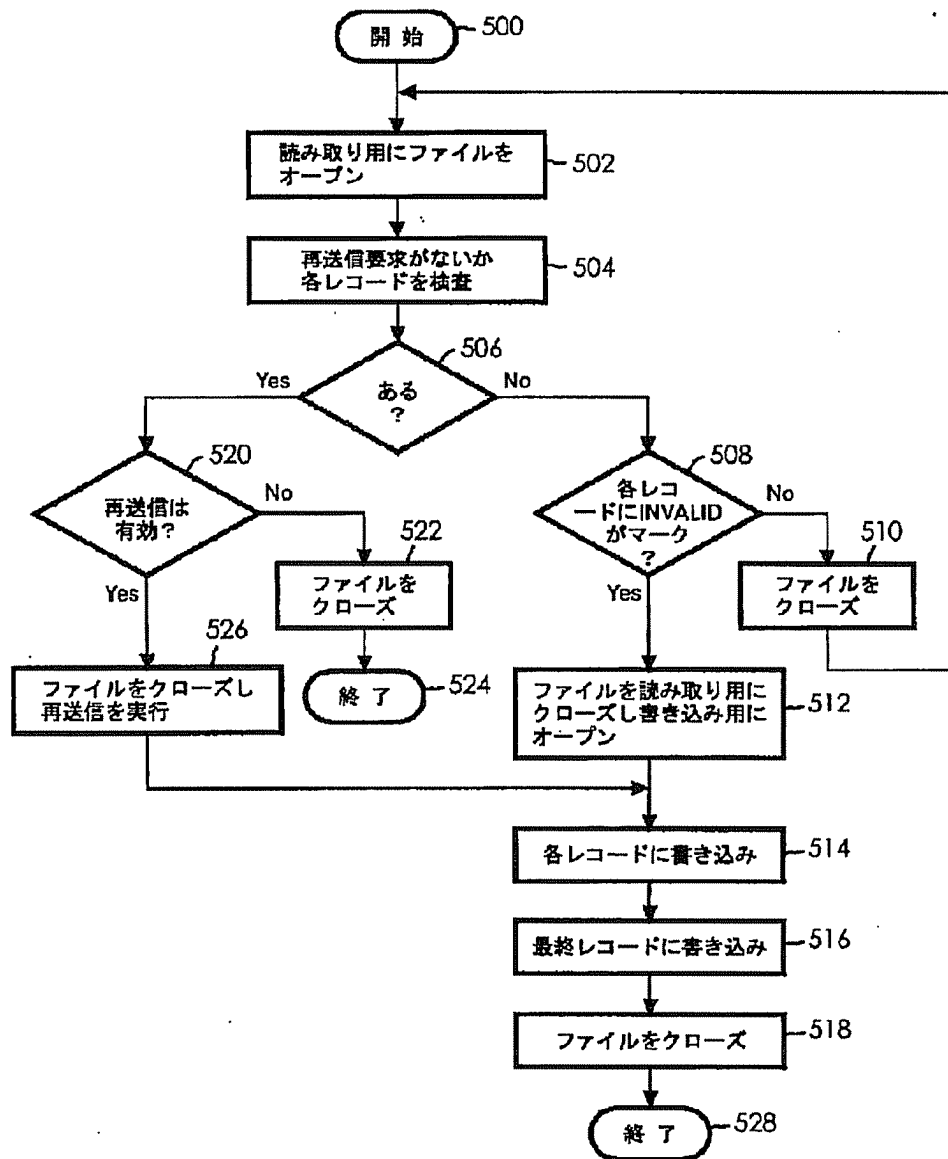 開始
500
読み取り用にファイルを
オープン
502
再送信要求がないか
各レコードを検査
504
506
Yes
ある
?
No
520
再送信は
有効?
No
508
各レコ
ードにINVALID
がマーク
?
No
522
ファイルを
クローズ
510
ファイルを
クローズ
Yes
Yes
526
ファイルをクローズし
再送信を実行
終了
524
ファイルを読み取り用に
クローズし書き込み用に
オープン
512
各レコードに書き込み
514
最終レコードに書き込み
516
ファイルをクローズ
518
終了
528